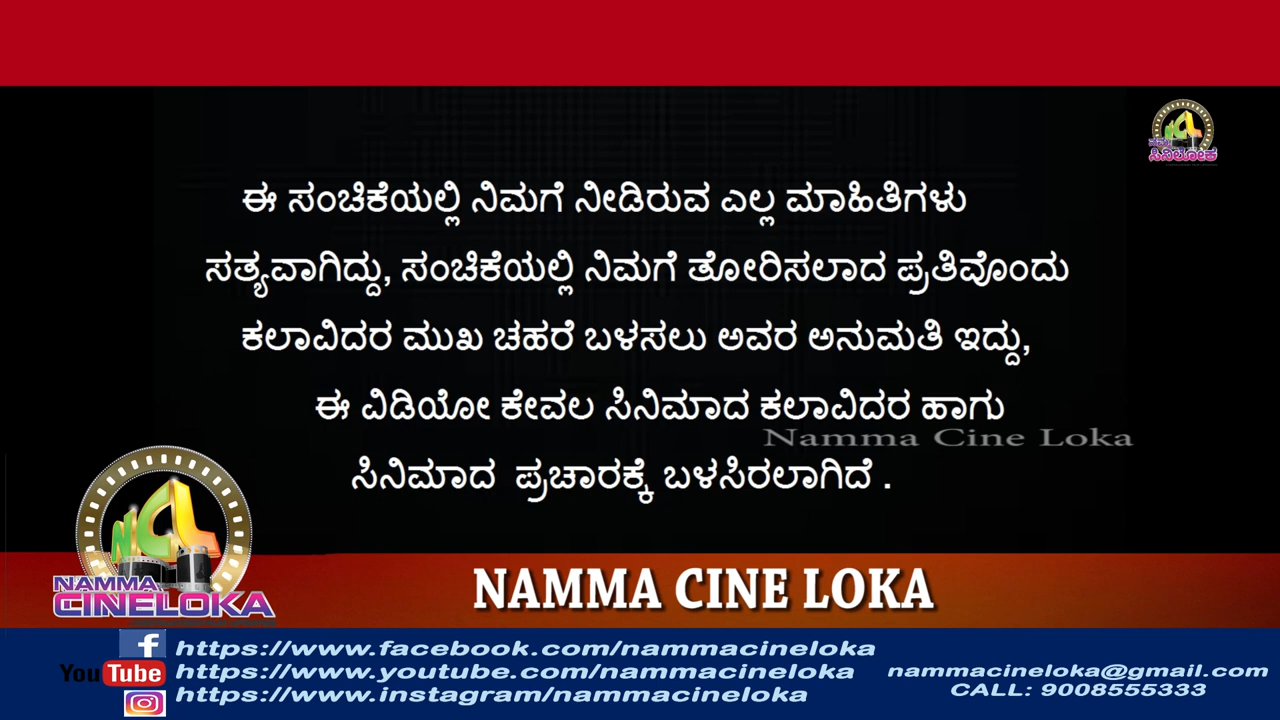 ನಮ್ಮ
ಸಿನಿಲೋಕ
ಈ ಸಂಚಿಕೆಯಲ್ಲಿ ನಿಮಗೆ ನೀಡಿರುವ ಎಲ್ಲ ಮಾಹಿತಿಗಳು
ಸತ್ಯವಾಗಿದ್ದು, ಸಂಚಿಕೆಯಲ್ಲಿ ನಿಮಗೆ ತೋರಿಸಲಾದ ಪ್ರತಿವೊಂದು
ಕಲಾವಿದರ ಮುಖ ಚಹರೆ ಬಳಸಲು ಅವರ ಅನುಮತಿ ಇದ್ದು,
ಈ ವಿಡಿಯೋ ಕೇವಲ ಸಿನಿಮಾದ ಕಲಾವಿದರ ಹಾಗು
Namma Cine Loka
ಸಿನಿಮಾದ ಪ್ರಚಾರಕ್ಕೆ ಬಳಸಿರಲಾಗಿದೆ .
NCL
NAMMA
CINELOKA
NAMMA CINE LOKA
f https://www.facebook.com/nammacineloka
YouTube https://www.youtube.com/nammacineloka
https://www.instagram/nammacineloka
nammacineloka@gmail.com
CALL: 9008555333